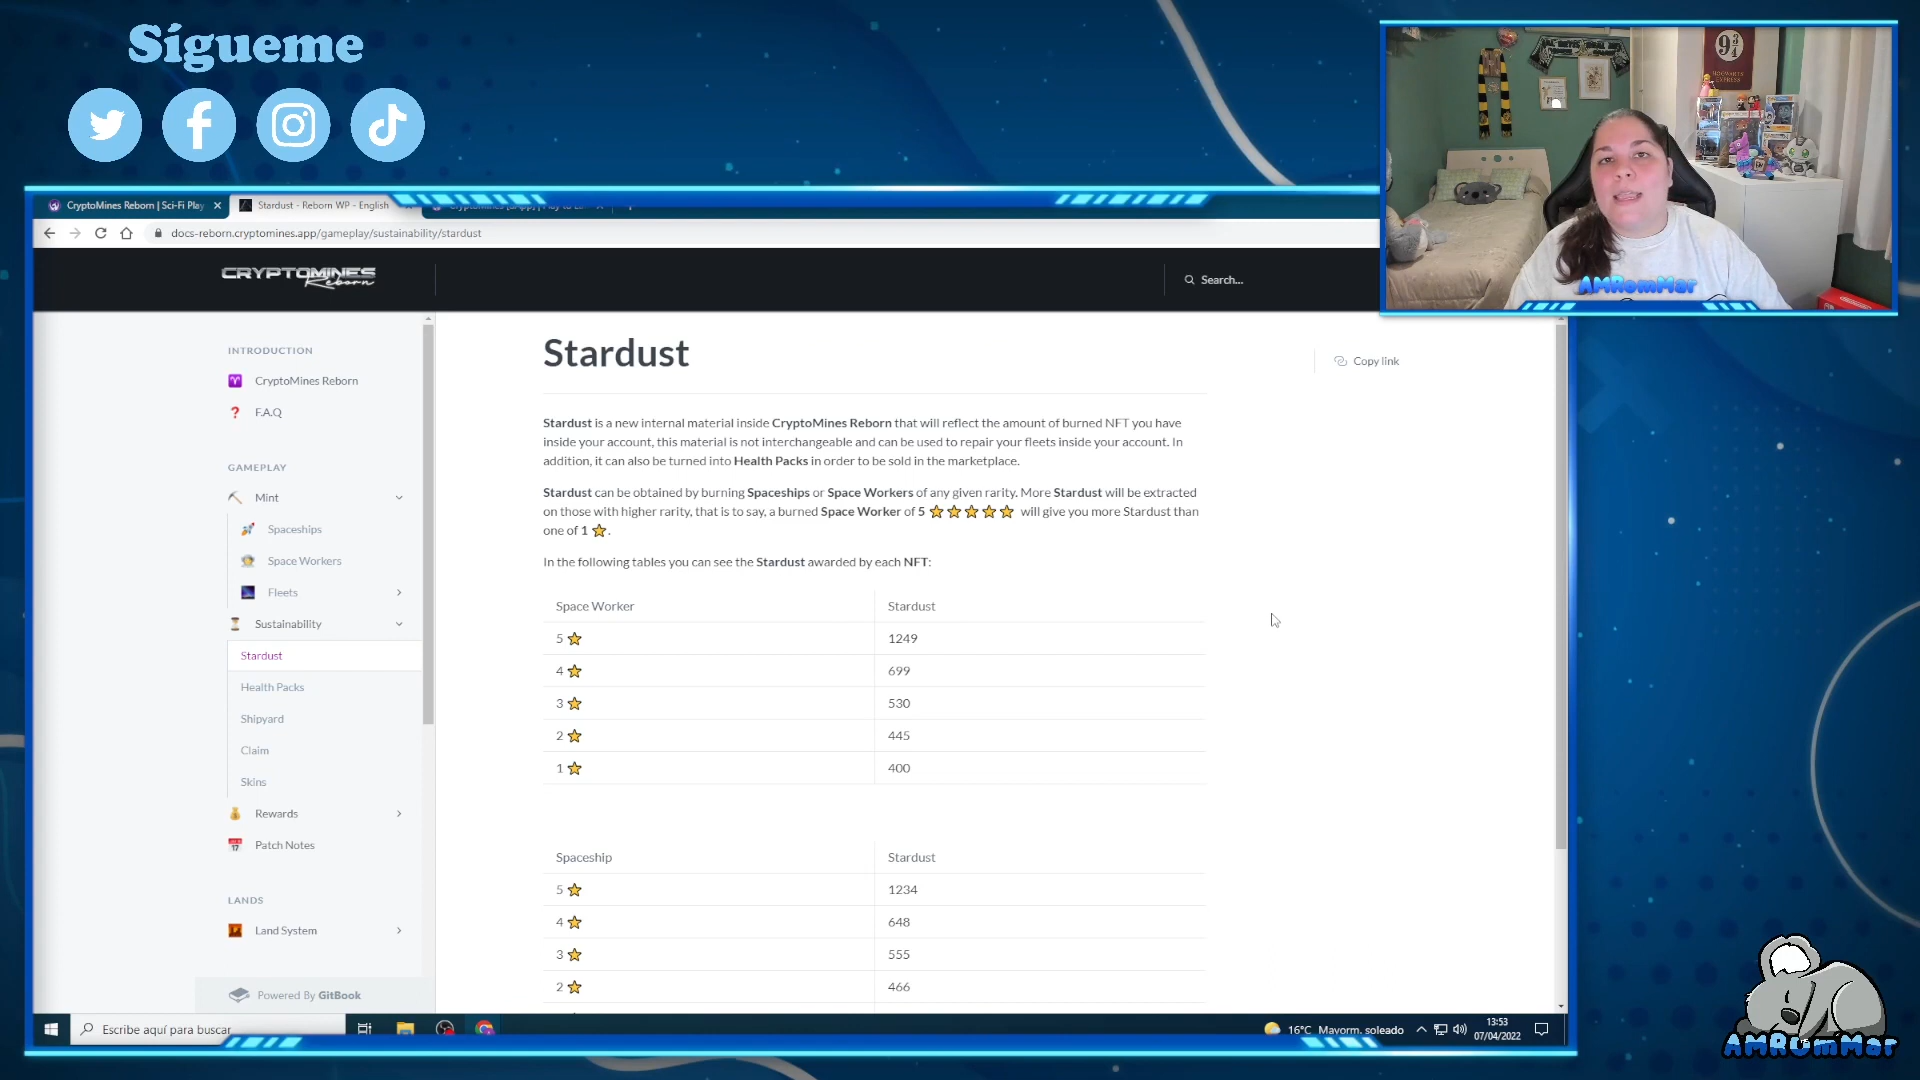 Sígueme
CryptoMines Reborn | Sci-Fi Play
Stardust - Reborn WP - English
docs-reborn.cryptomines.app/gameplay/sustainability/stardust
CRYPTOMINES
Reborn
Search...
9¾
HOGWARTS
EXPRESS
AMRomMar
INTRODUCTION
CryptoMines Reborn
F.A.Q
GAMEPLAY
Mint
Spaceships
Space Workers
Fleets
Sustainability
Stardust
Health Packs
Shipyard
Claim
Skins
Rewards
Patch Notes
LANDS
Land System
Powered By GitBook
Stardust
Copy link
Stardust is a new internal material inside CryptoMines Reborn that will reflect the amount of burned NFT you have
inside your account, this material is not interchangeable and can be used to repair your fleets inside your account. In
addition, it can also be turned into Health Packs in order to be sold in the marketplace.
Stardust can be obtained by burning Spaceships or Space Workers of any given rarity. More Stardust will be extracted
on those with higher rarity, that is to say, a burned Space Worker of 5 ⭐⭐⭐⭐⭐ will give you more Stardust than
one of 1 ⭐.
In the following tables you can see the Stardust awarded by each NFT:
Space Worker Stardust
5 ⭐ 1249
4 ⭐ 699
3 ⭐ 530
2 ⭐ 445
1 ⭐ 400
Spaceship Stardust
5 ⭐ 1234
4 ⭐ 648
3 ⭐ 555
2 ⭐ 466
Escribe aquí para buscar
16°C Mayorm. soleado
13:53
07/04/2022
AMRomMar